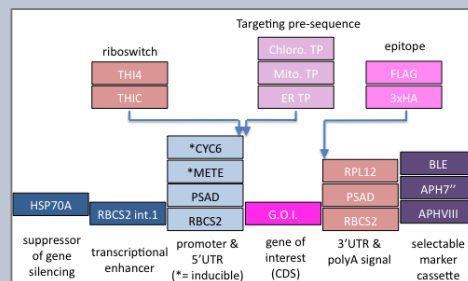 Targeting pre-sequence
riboswitch
epitope
Chloro. TP
Mito. TP
ER TP
THI4
THIC
FLAG
3xHA
*CYC6
*METE
PSAD
RBCS2
RPL12
PSAD
RBCS2
BLE
APH7’’
APHVIII
HSP70A
RBCS2 int.1
G.O.I.
suppressor
of gene
silencing
transcriptional
enhancer
promoter &
5’UTR
(*= inducible)
gene of
interest
(CDS)
3’UTR &
polyA signal
selectable
marker
cassette